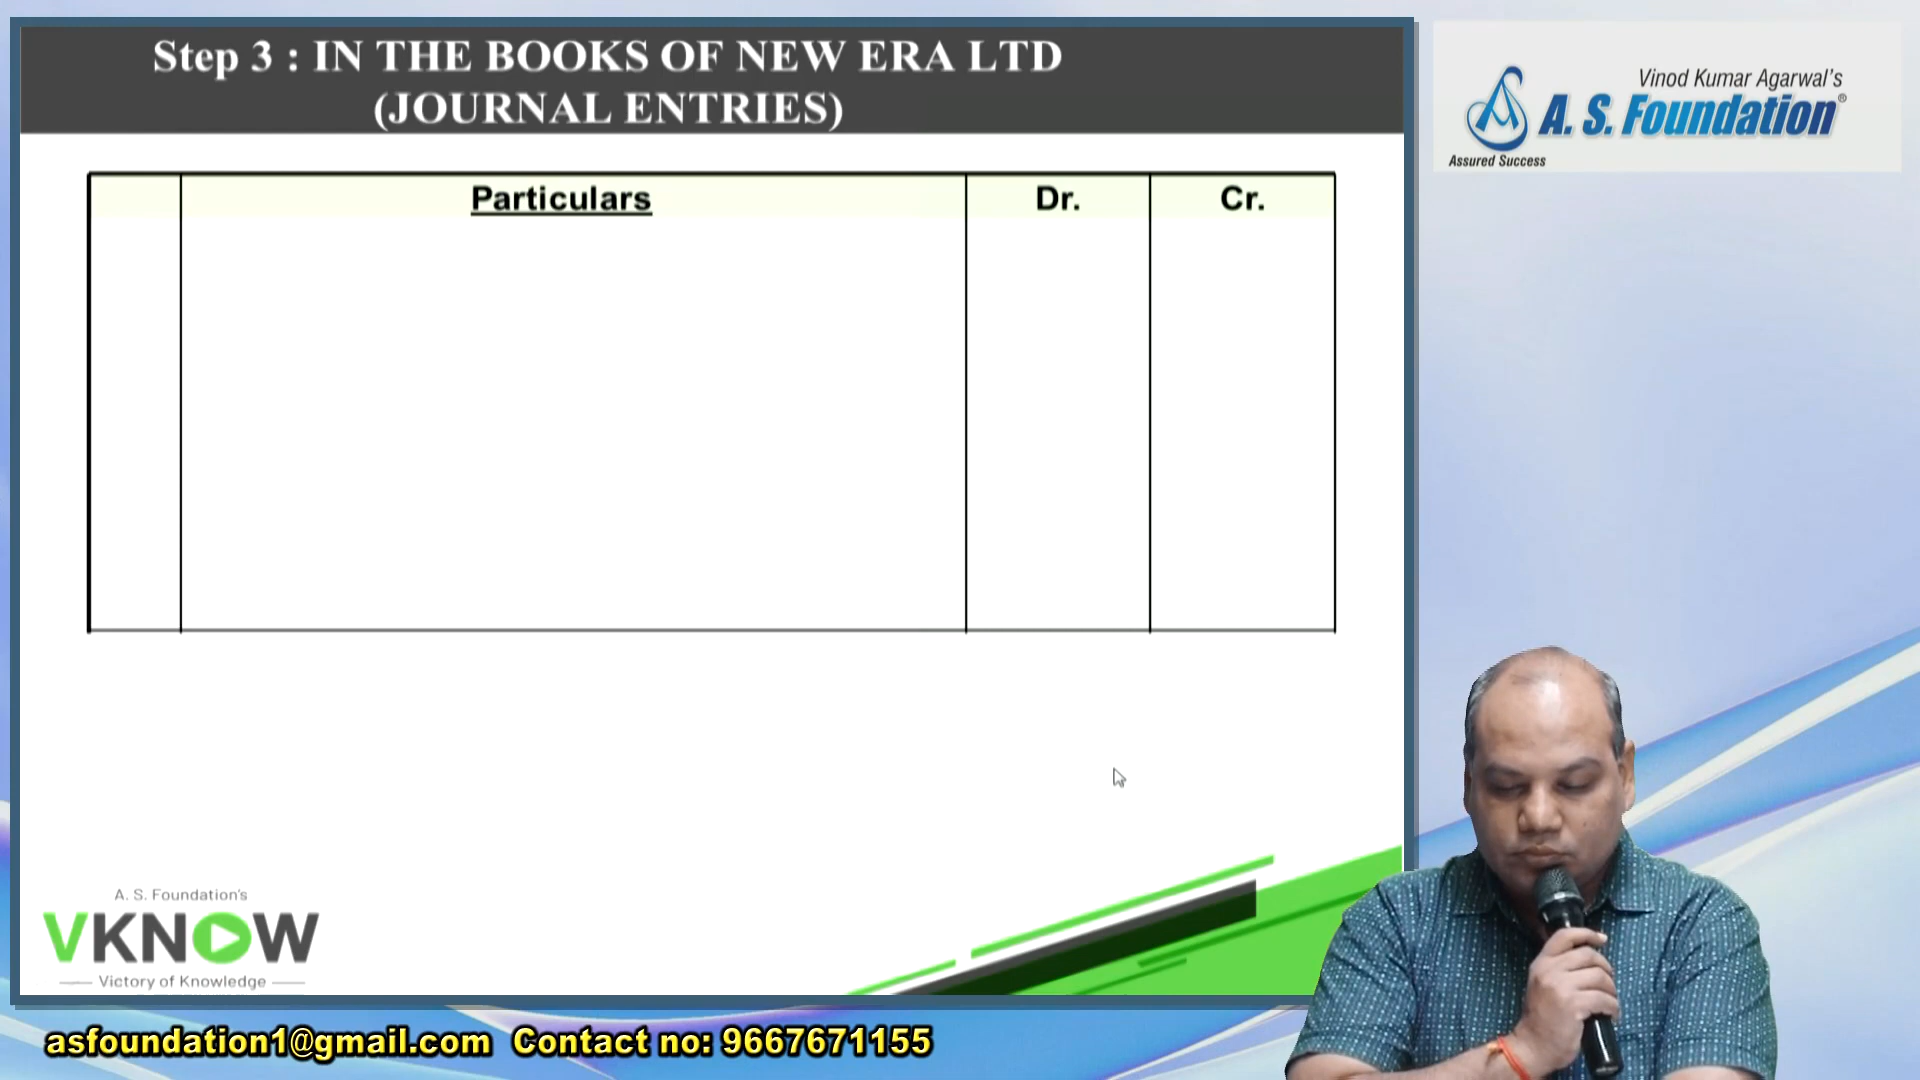 Step 3 : IN THE BOOKS OF NEW ERA LTD
(JOURNAL ENTRIES)
Particulars Dr. Cr.
Vinod Kumar Agarwal's
A. S. Foundation®
Assured Success
A. S. Foundation's
VKNOW
Victory of Knowledge
asfoundation1@gmail.com Contact no: 9667671155